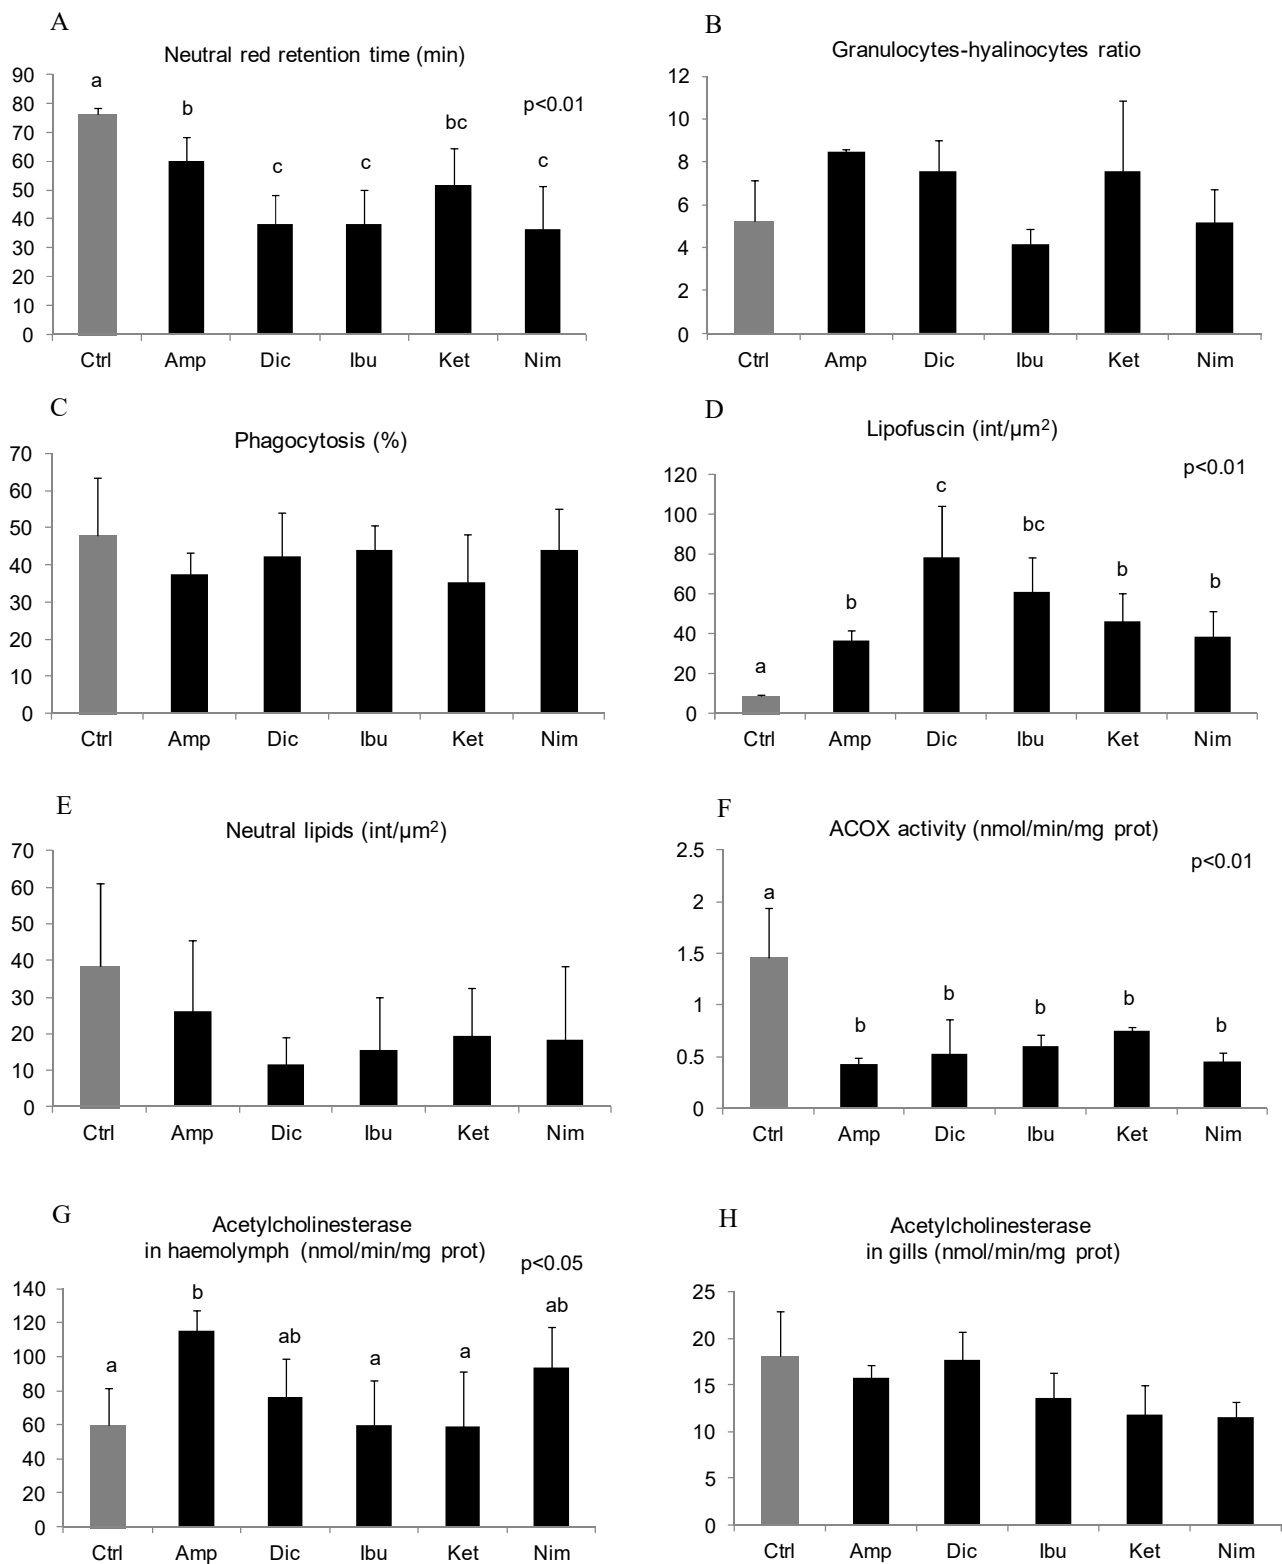 A
Neutral red retention time (min)
90
80
70
60
50
40
30
20
10
0
a
b
c
c
bc
c
p<0.01
Ctrl Amp Dic Ibu Ket Nim
B
Granulocytes-hyalinocytes ratio
12
10
8
6
4
2
0
Ctrl Amp Dic Ibu Ket Nim
C
Phagocytosis (%)
70
60
50
40
30
20
10
0
Ctrl Amp Dic Ibu Ket Nim
D
Lipofuscin (int/µm²)
p<0.01
120
100
80
60
40
20
0
a
b
c
bc
b
b
Ctrl Amp Dic Ibu Ket Nim
E
Neutral lipids (int/µm²)
70
60
50
40
30
20
10
0
Ctrl Amp Dic Ibu Ket Nim
F
ACOX activity (nmol/min/mg prot)
p<0.01
2.5
2
1.5
1
0.5
0
a
b
b
b
b
b
Ctrl Amp Dic Ibu Ket Nim
G
Acetylcholinesterase
in haemolymph (nmol/min/mg prot)
p<0.05
140
120
100
80
60
40
20
0
a
b
ab
a
a
ab
Ctrl Amp Dic Ibu Ket Nim
H
Acetylcholinesterase
in gills (nmol/min/mg prot)
25
20
15
10
5
0
Ctrl Amp Dic Ibu Ket Nim